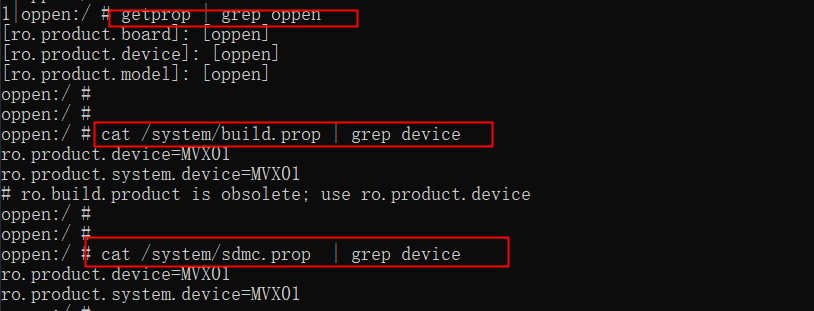 1|oppen:/ # getprop | grep oppen
[ro.product.board]: [oppen]
[ro.product.device]: [oppen]
[ro.product.model]: [oppen]
oppen:/ #
oppen:/ #
oppen:/ # cat /system/build.prop | grep device
ro.product.device=MVX01
ro.product.system.device=MVX01
# ro.build.product is obsolete; use ro.product.device
oppen:/ #
oppen:/ #
oppen:/ # cat /system/sdmc.prop  | grep device
ro.product.device=MVX01
ro.product.system.device=MVX01